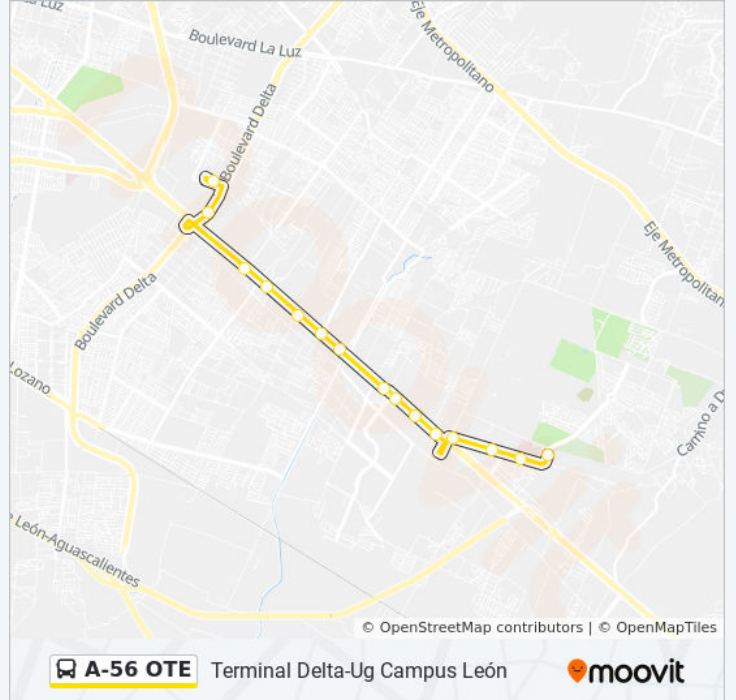 La Luz
Eje Metropolitano
Boulevard La Luz
Boulevard Delta
Eje Metropolitan
Boulevard Delta
Lozano
Camino a D
León-Aguascalientes
© OpenStreetMap contributors | © OpenMapTiles
A-56 OTE Terminal Delta-Ug Campus León moovit